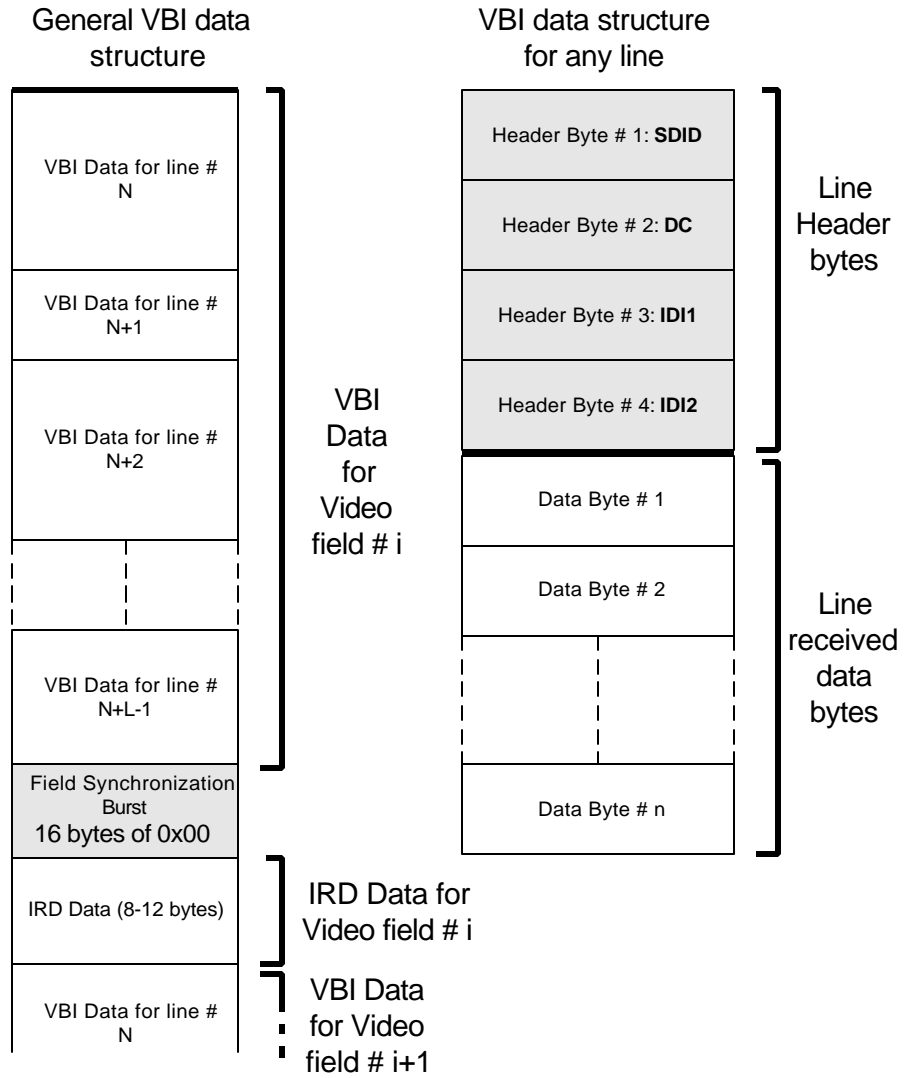 General VBI data
structure
VBI Data for line #
N
VBI Data for line #
N+1
VBI Data for line #
N+2
VBI Data for line #
N+L-1
Field Synchronization
Burst
16 bytes of 0x00
IRD Data (8-12 bytes)
VBI Data for line #
N
VBI
Data
for
Video
field # i
IRD Data for
Video field # i
VBI Data
for Video
field # i+1
VBI data structure
for any line
Header Byte # 1: SDID
Header Byte # 2: DC
Header Byte # 3: IDI1
Header Byte # 4: IDI2
Data Byte # 1
Data Byte # 2
Data Byte # n
Line
Header
bytes
Line
received
data
bytes